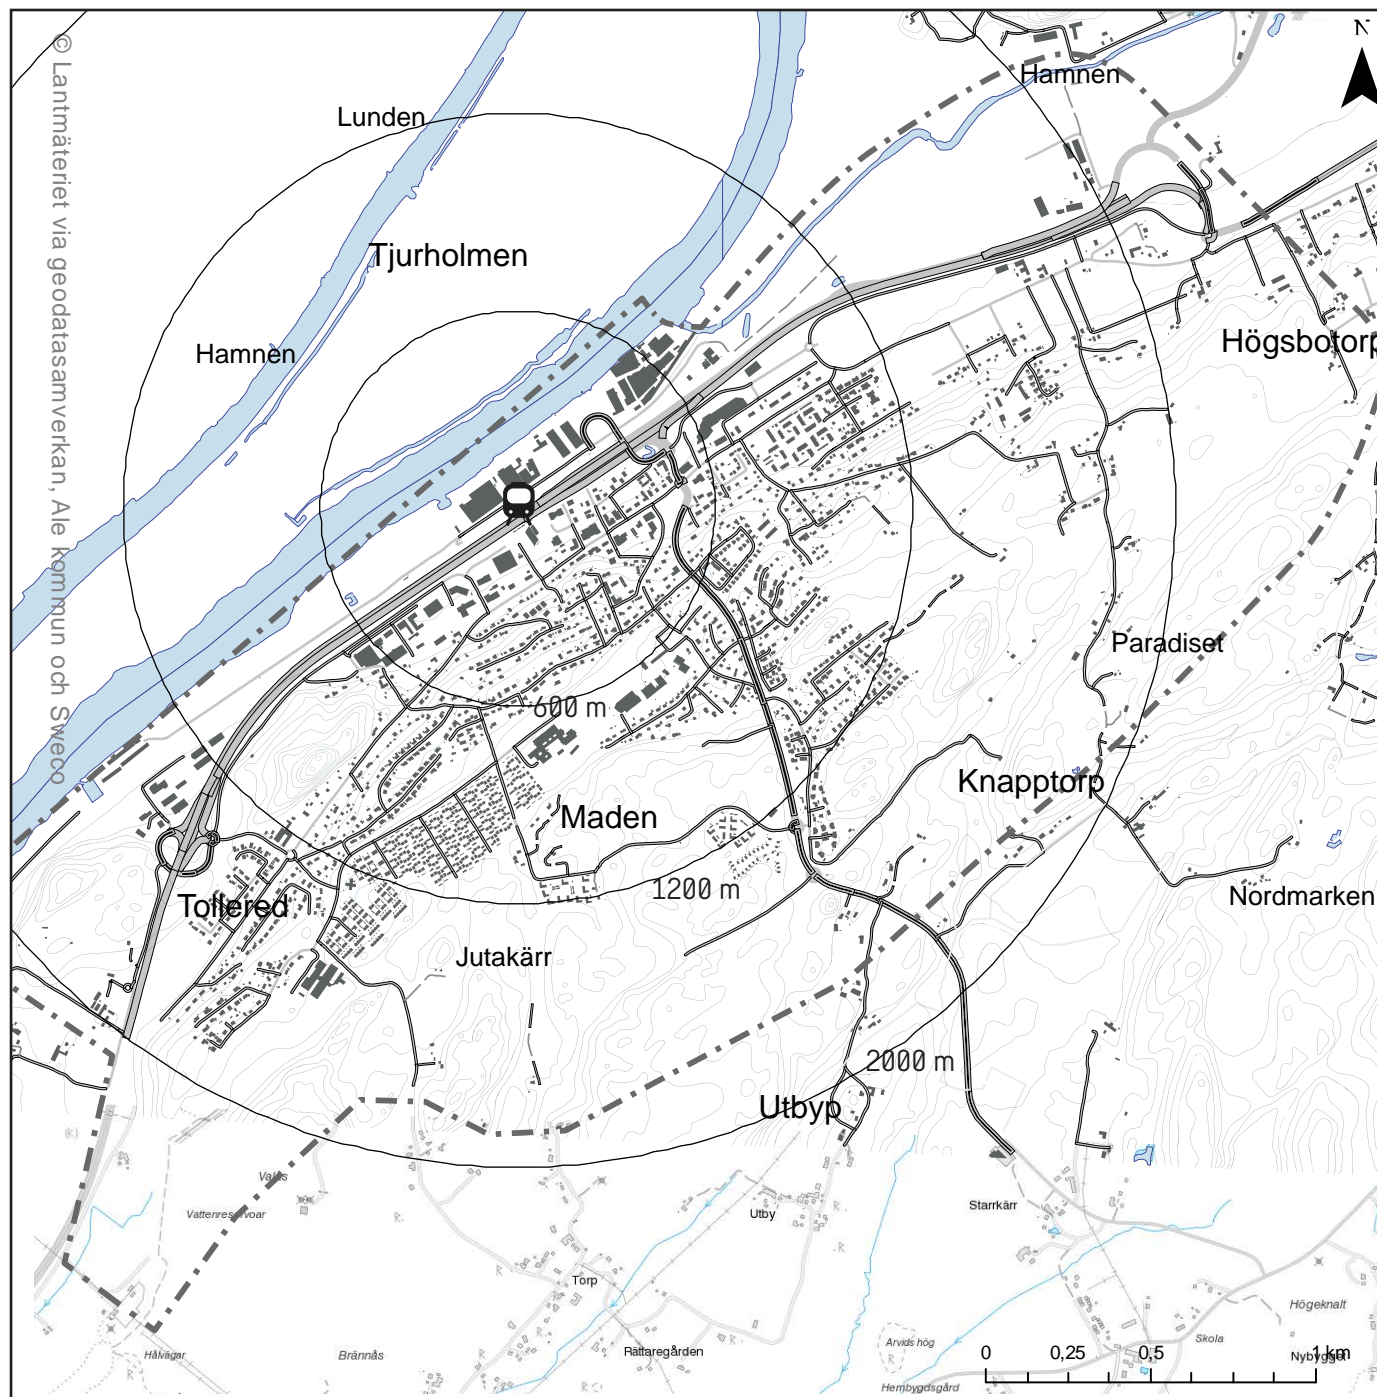 N
Hamnen
Lunden
© Lantmäteriet via geodatasamverkan, Ale kommun och Sweco
Tjurholmen
Hamnen
Högsbotorp
Paradiset
600 m
Knapptorp
Maden
1200 m
Nordmarken
Tollered
Jutakärr
2000 m
Utbyp
Valås
Vattenreservoar
Utby
Starrkärr
Torp
Högeknalt
Skola
Arvids hög
Rättaregården
Brännås
Hålvägar
Nybygget
0 0,25 0,5 1 km
Hembygdsgård